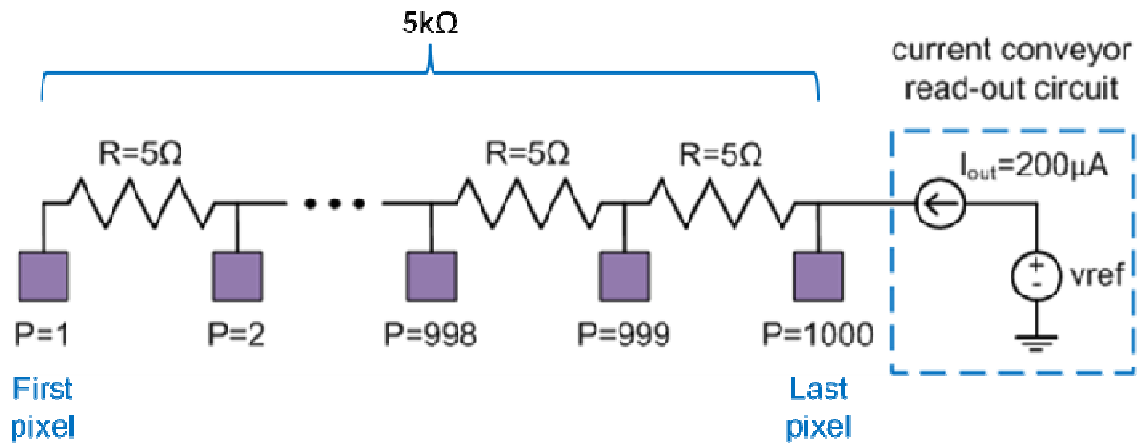 5kΩ
current conveyor
read-out circuit
R=5Ω
R=5Ω
R=5Ω
Iout=200μA
+
-
vref
P=1
P=2
P=998
P=999
P=1000
First
pixel
Last
pixel